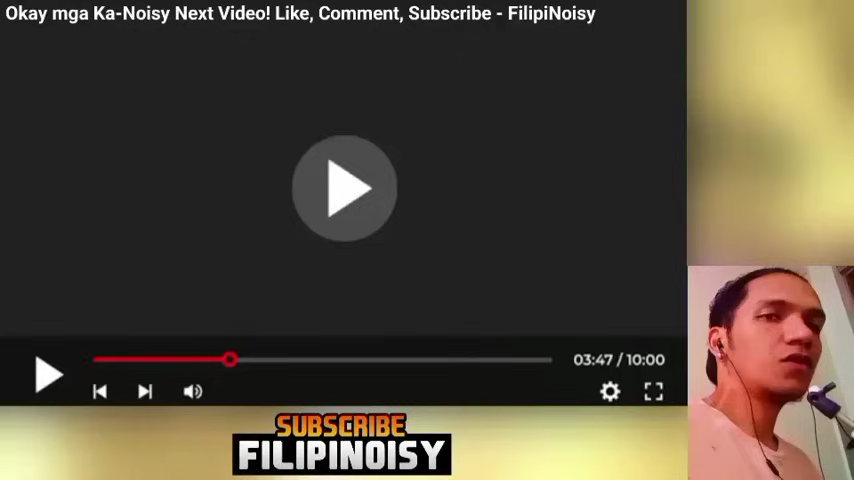 Okay mga Ka-Noisy Next Video! Like, Comment, Subscribe - FilipiNoisy
03:47 / 10:00
SUBSCRIBE
FILIPINOISY